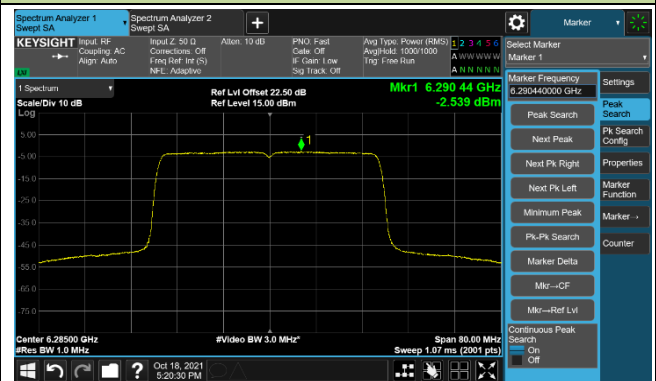 Spectrum Analyzer 1
Swept SA
Spectrum Analyzer 2
Swept SA
Marker
KEYSIGHT
Input: RF
Coupling: AC
Align: Auto
Input Z: 50 Ω
Corrections: Off
Freq Ref: Int (S)
NFE: Adaptive
Atten: 10 dB
PNO: Fast
Gate: Off
IF Gain: Low
Sig Track: Off
Avg Type: Power (RMS)
Avg|Hold: 1000/1000
Trig: Free Run
1 2 3 4 5 6
A W W W W W
A N N N N N
LXI
1 Spectrum
Scale/Div 10 dB
Log
Ref Lvl Offset 22.50 dB
Ref Level 15.00 dBm
Mkr1 6.290 44 GHz
-2.539 dBm
1
5.00
-5.00
-15.0
-25.0
-35.0
-45.0
-55.0
-65.0
-75.0
Center 6.28500 GHz
#Res BW 1.0 MHz
#Video BW 3.0 MHz*
Span 80.00 MHz
Sweep 1.07 ms (2001 pts)
Oct 18, 2021
5:20:30 PM
Select Marker
Marker 1
Marker Frequency
6.290440000 GHz
Peak Search
Next Peak
Next Pk Right
Next Pk Left
Minimum Peak
Pk-Pk Search
Marker Delta
Mkr→CF
Mkr→Ref Lvl
Continuous Peak
Search
On
Off
Settings
Peak
Search
Pk Search
Config
Properties
Marker
Function
Marker→
Counter